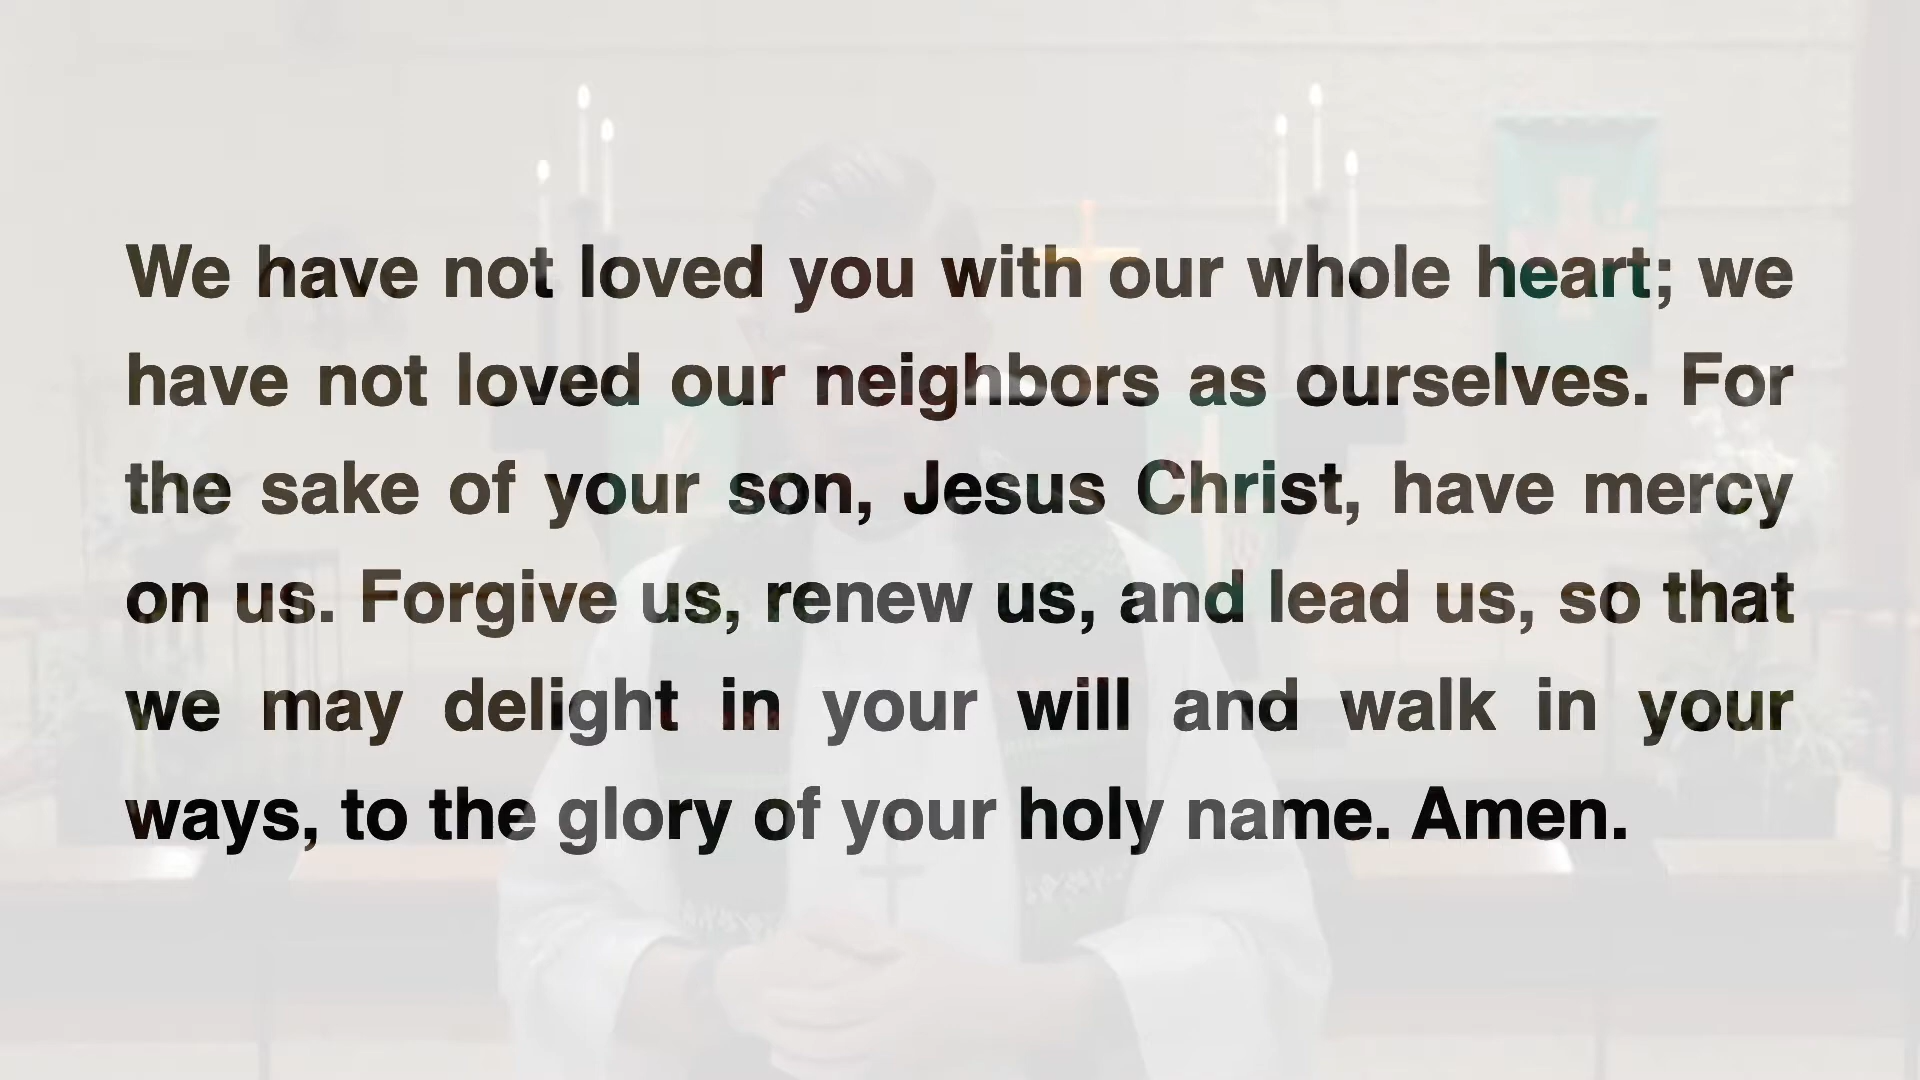 We have not loved you with our whole heart; we
have not loved our neighbors as ourselves. For
the sake of your son, Jesus Christ, have mercy
on us. Forgive us, renew us, and lead us, so that
we may delight in your will and walk in your
ways, to the glory of your holy name. Amen.